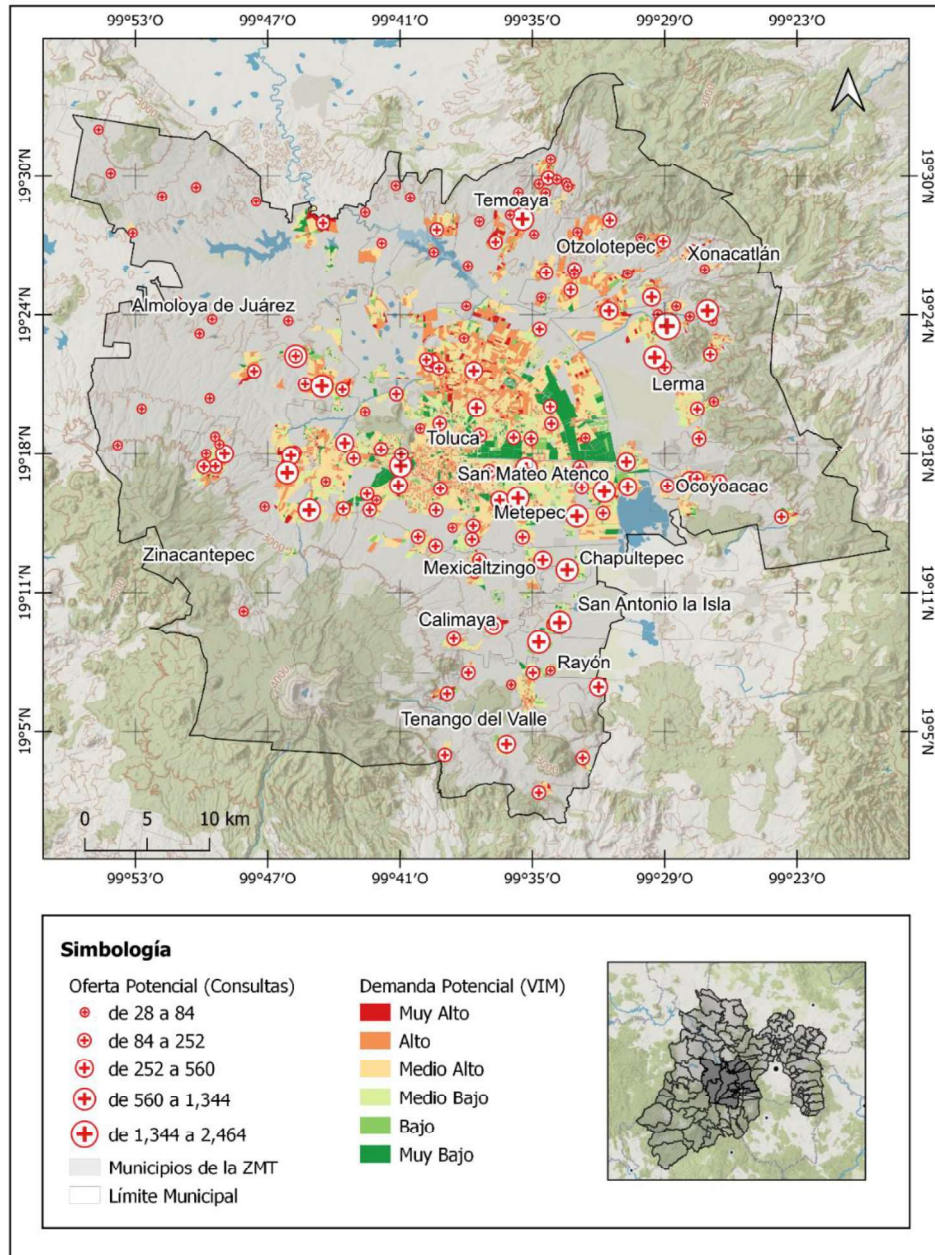 99°53'O 99°47'O 99°41'O 99°35'O 99°29'O 99°23'O
19°30'N 19°30'N
Temoaya
Otzolotepec
Xonacatlán
Almoloya de Juárez
19°24'N 19°24'N
Lerma
Toluca
19°18'N 19°18'N
San Mateo Atenco
Ocoyoacac
Metepec
Zinacantepec
Mexicaltzingo
Chapultepec
19°11'N 19°11'N
San Antonio la Isla
Calimaya
Rayón
Tenango del Valle
19°5'N 19°5'N
0 5 10 km
99°53'O 99°47'O 99°41'O 99°35'O 99°29'O 99°23'O
Simbología
Oferta Potencial (Consultas)
de 28 a 84
de 84 a 252
de 252 a 560
de 560 a 1,344
de 1,344 a 2,464
Municipios de la ZMT
Límite Municipal
Demanda Potencial (VIM)
Muy Alto
Alto
Medio Alto
Medio Bajo
Bajo
Muy Bajo